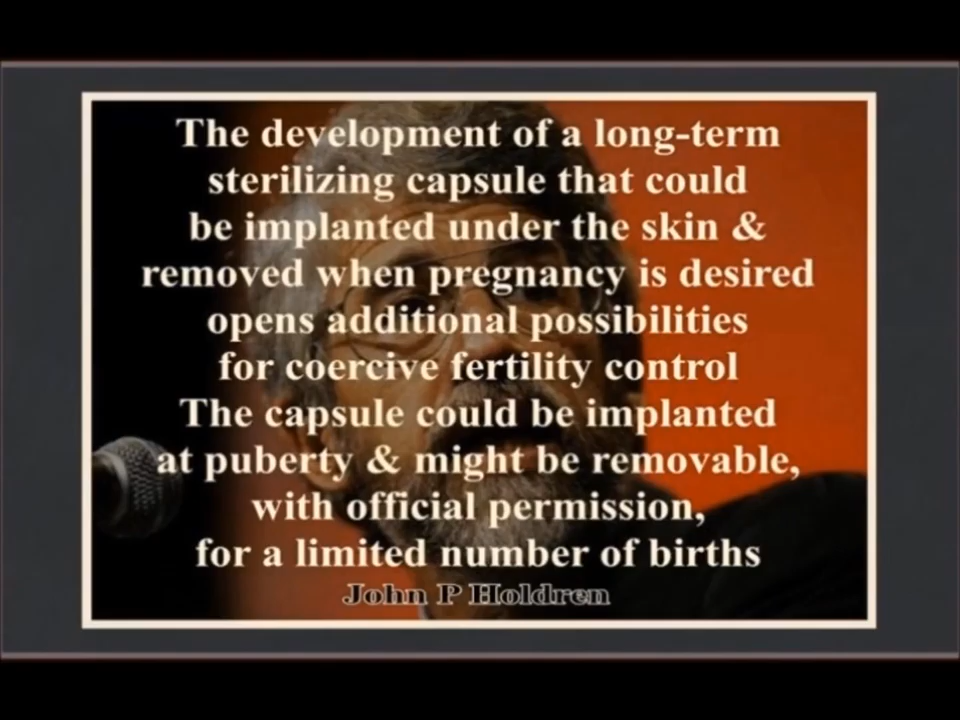 The development of a long-term
sterilizing capsule that could
be implanted under the skin &
removed when pregnancy is desired
opens additional possibilities
for coercive fertility control
The capsule could be implanted
at puberty & might be removable,
with official permission,
for a limited number of births
John P Holdren